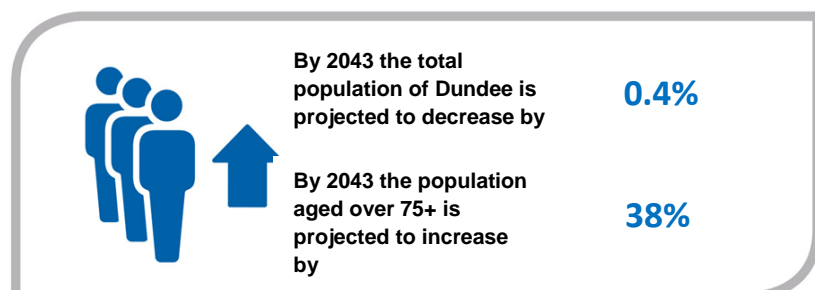 By 2043 the total
population of Dundee is
projected to decrease by
0.4%
By 2043 the population
aged over 75+ is
projected to increase
by
38%